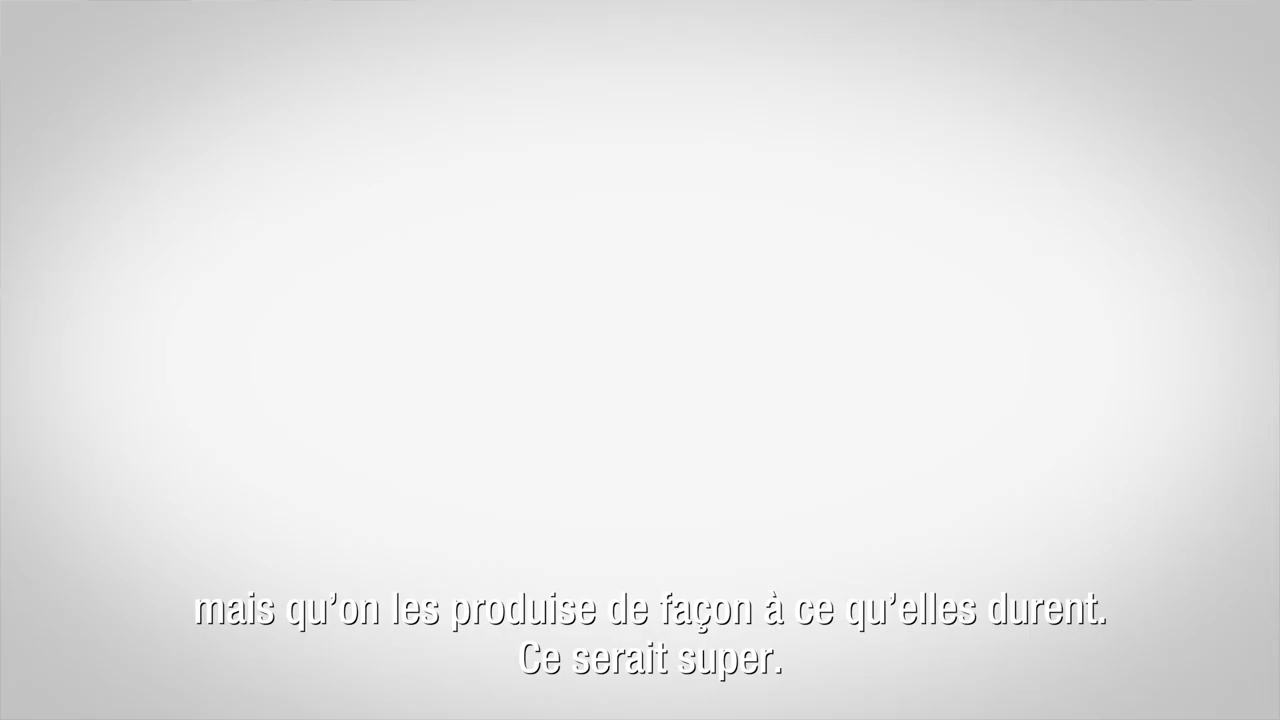 mais qu’on les produise de façon à ce qu’elles durent.
Ce serait super.